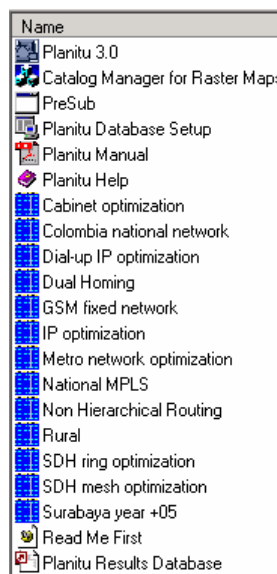 Name
Planitu 3.0
Catalog Manager for Raster Maps
PreSub
Planitu Database Setup
Planitu Manual
Planitu Help
Cabinet optimization
Colombia national network
Dial-up IP optimization
Dual Homing
GSM fixed network
IP optimization
Metro network optimization
National MPLS
Non Hierarchical Routing
Rural
SDH ring optimization
SDH mesh optimization
Surabaya year +05
Read Me First
Planitu Results Database